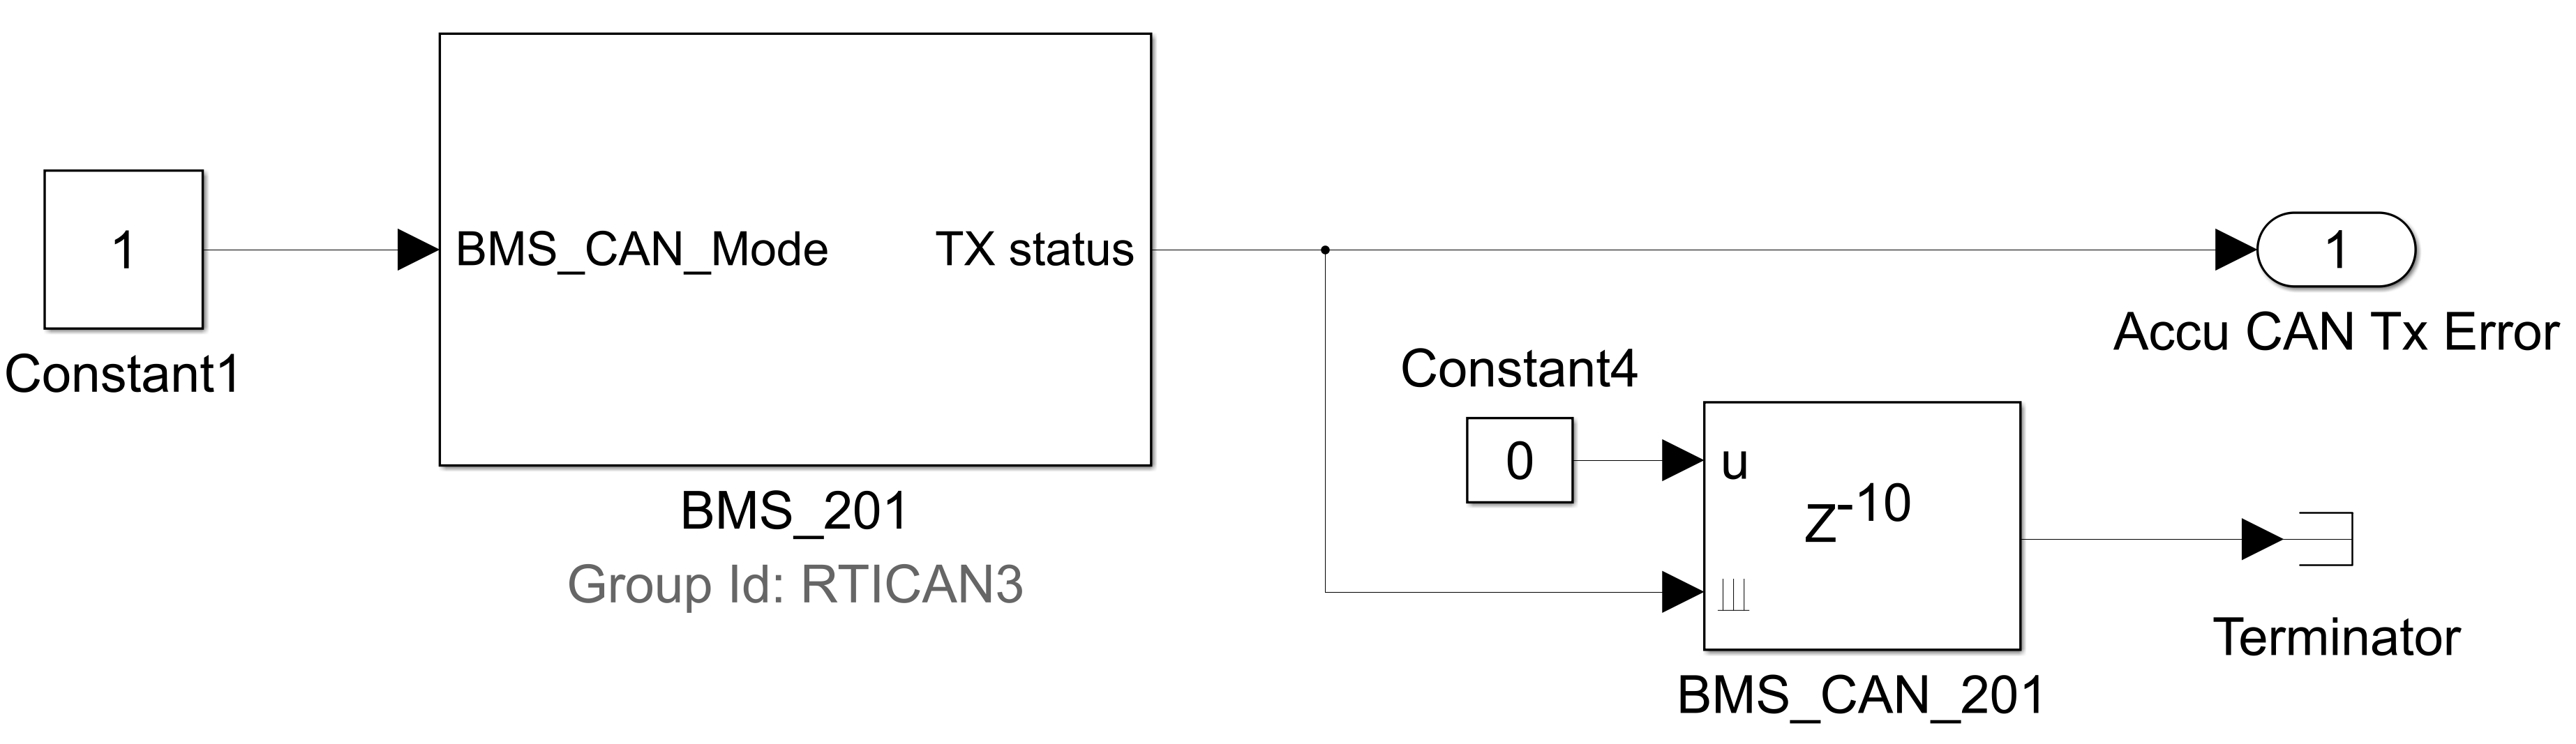 1
Constant1
BMS_CAN_Mode
TX status
BMS_201
Group Id: RTICAN3
1
Accu CAN Tx Error
Constant4
0
u
Z-10
BMS_CAN_201
Terminator